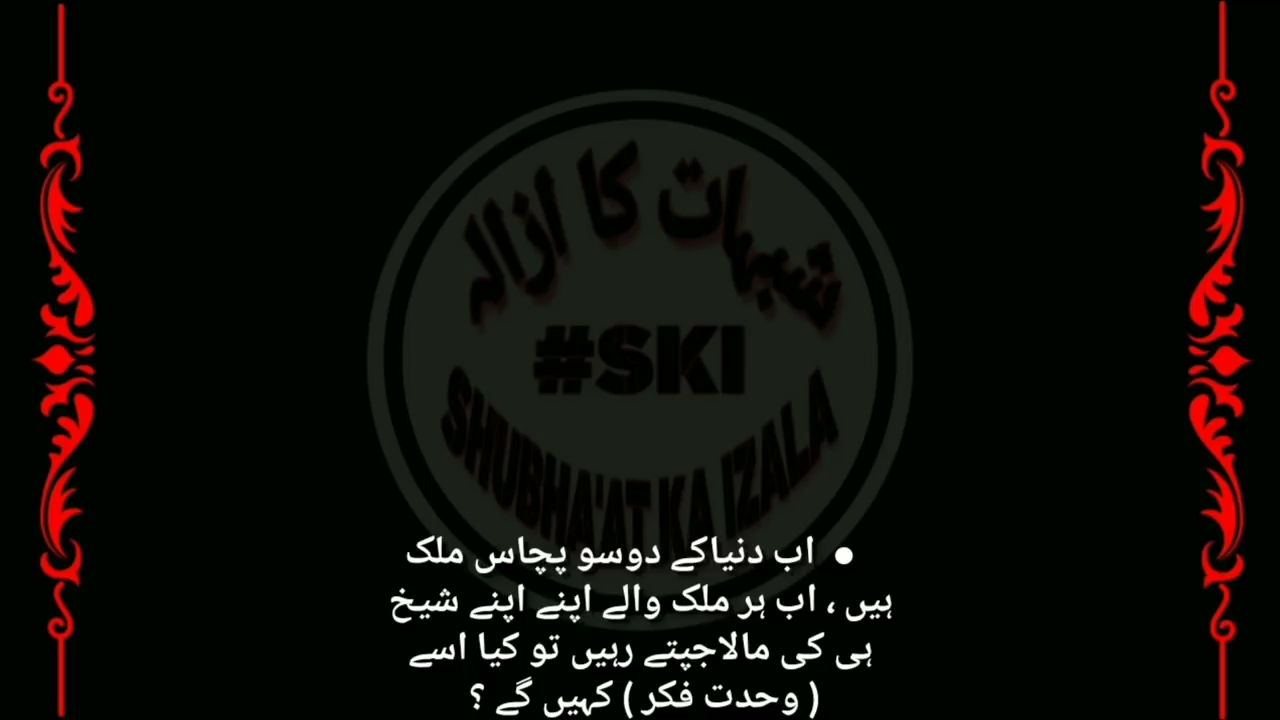 شبہات کا ازالہ
#SKI
SHUBHA'AT KA IZALA
• اب دنیاکے دوسو پچاس ملک
ہیں ، اب ہر ملک والے اپنے اپنے شیخ
ہی کی مالاجپتے رہیں تو کیا اسے
( وحدت فکر ) کہیں گے ؟